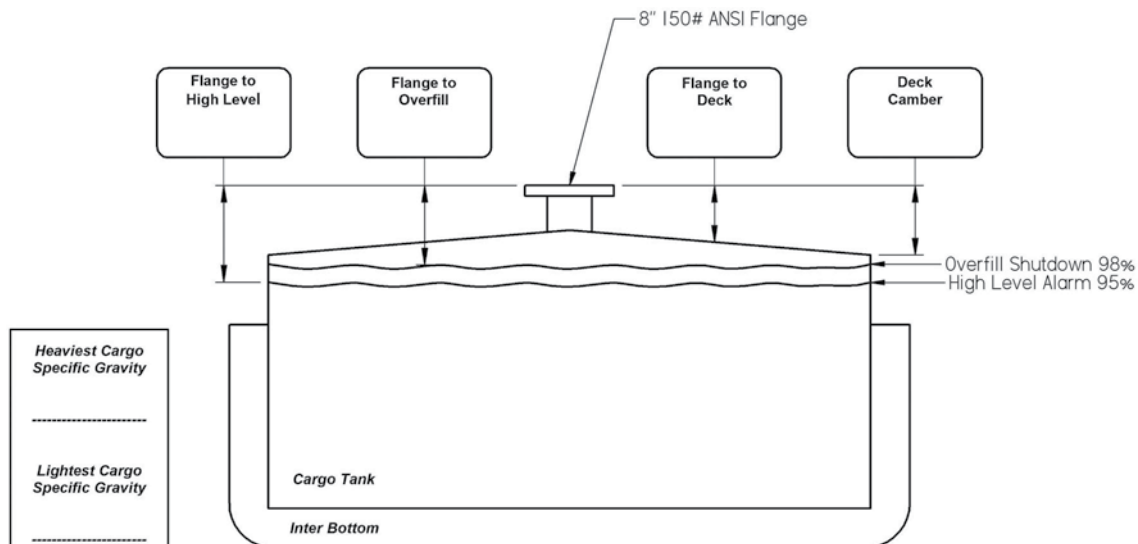 8" 150# ANSI Flange
Flange to
High Level
Flange to
Overfill
Flange to
Deck
Deck
Camber
Overfill Shutdown 98%
High Level Alarm 95%
Heaviest Cargo
Specific Gravity
Lightest Cargo
Specific Gravity
Cargo Tank
Inter Bottom